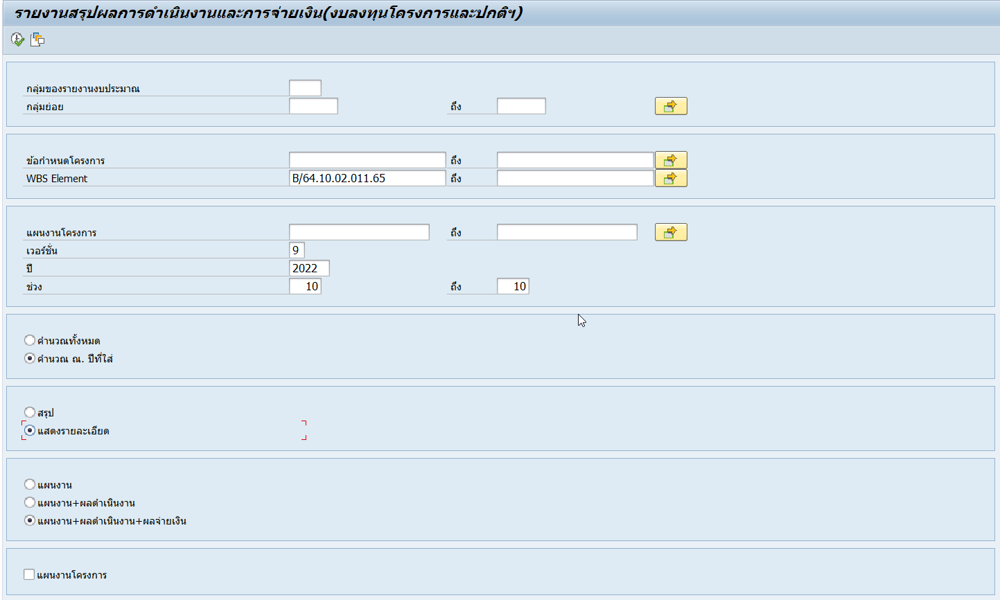 รายงานสรุปผลการดำเนินงานและการจ่ายเงิน(งบลงทุนโครงการและปกติฯ)
กลุ่มของรายงานงบประมาณ
กลุ่มย่อย ถึง
ข้อกำหนดโครงการ ถึง
WBS Element B/64.10.02.011.65 ถึง
แผนงานโครงการ ถึง
เวอร์ชั่น 9
ปี 2022
ช่วง 10 ถึง 10
คำนวณทั้งหมด
คำนวณ ณ. ปีที่ใส่
สรุป
แสดงรายละเอียด
แผนงาน
แผนงาน+ผลดำเนินงาน
แผนงาน+ผลดำเนินงาน+ผลจ่ายเงิน
แผนงานโครงการ